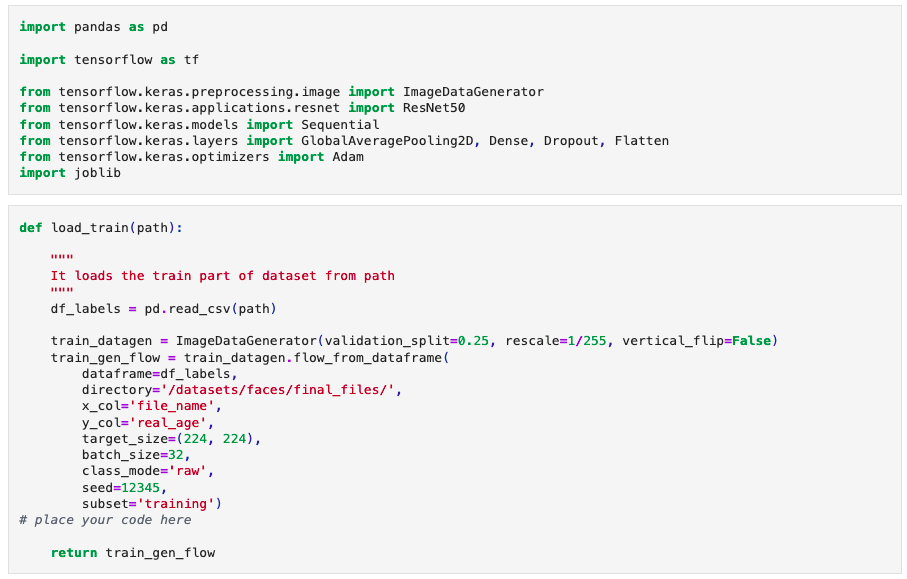 import pandas as pd
import tensorflow as tf
from tensorflow.keras.preprocessing.image import ImageDataGenerator
from tensorflow.keras.applications.resnet import ResNet50
from tensorflow.keras.models import Sequential
from tensorflow.keras.layers import GlobalAveragePooling2D, Dense, Dropout, Flatten
from tensorflow.keras.optimizers import Adam
import joblib
def load_train(path):
    """
    It loads the train part of dataset from path
    """
    df_labels = pd.read_csv(path)
    train_datagen = ImageDataGenerator(validation_split=0.25, rescale=1/255, vertical_flip=False)
    train_gen_flow = train_datagen.flow_from_dataframe(
        dataframe=df_labels,
        directory='/datasets/faces/final_files/',
        x_col='file_name',
        y_col='real_age',
        target_size=(224, 224),
        batch_size=32,
        class_mode='raw',
        seed=12345,
        subset='training')
# place your code here
    return train_gen_flow